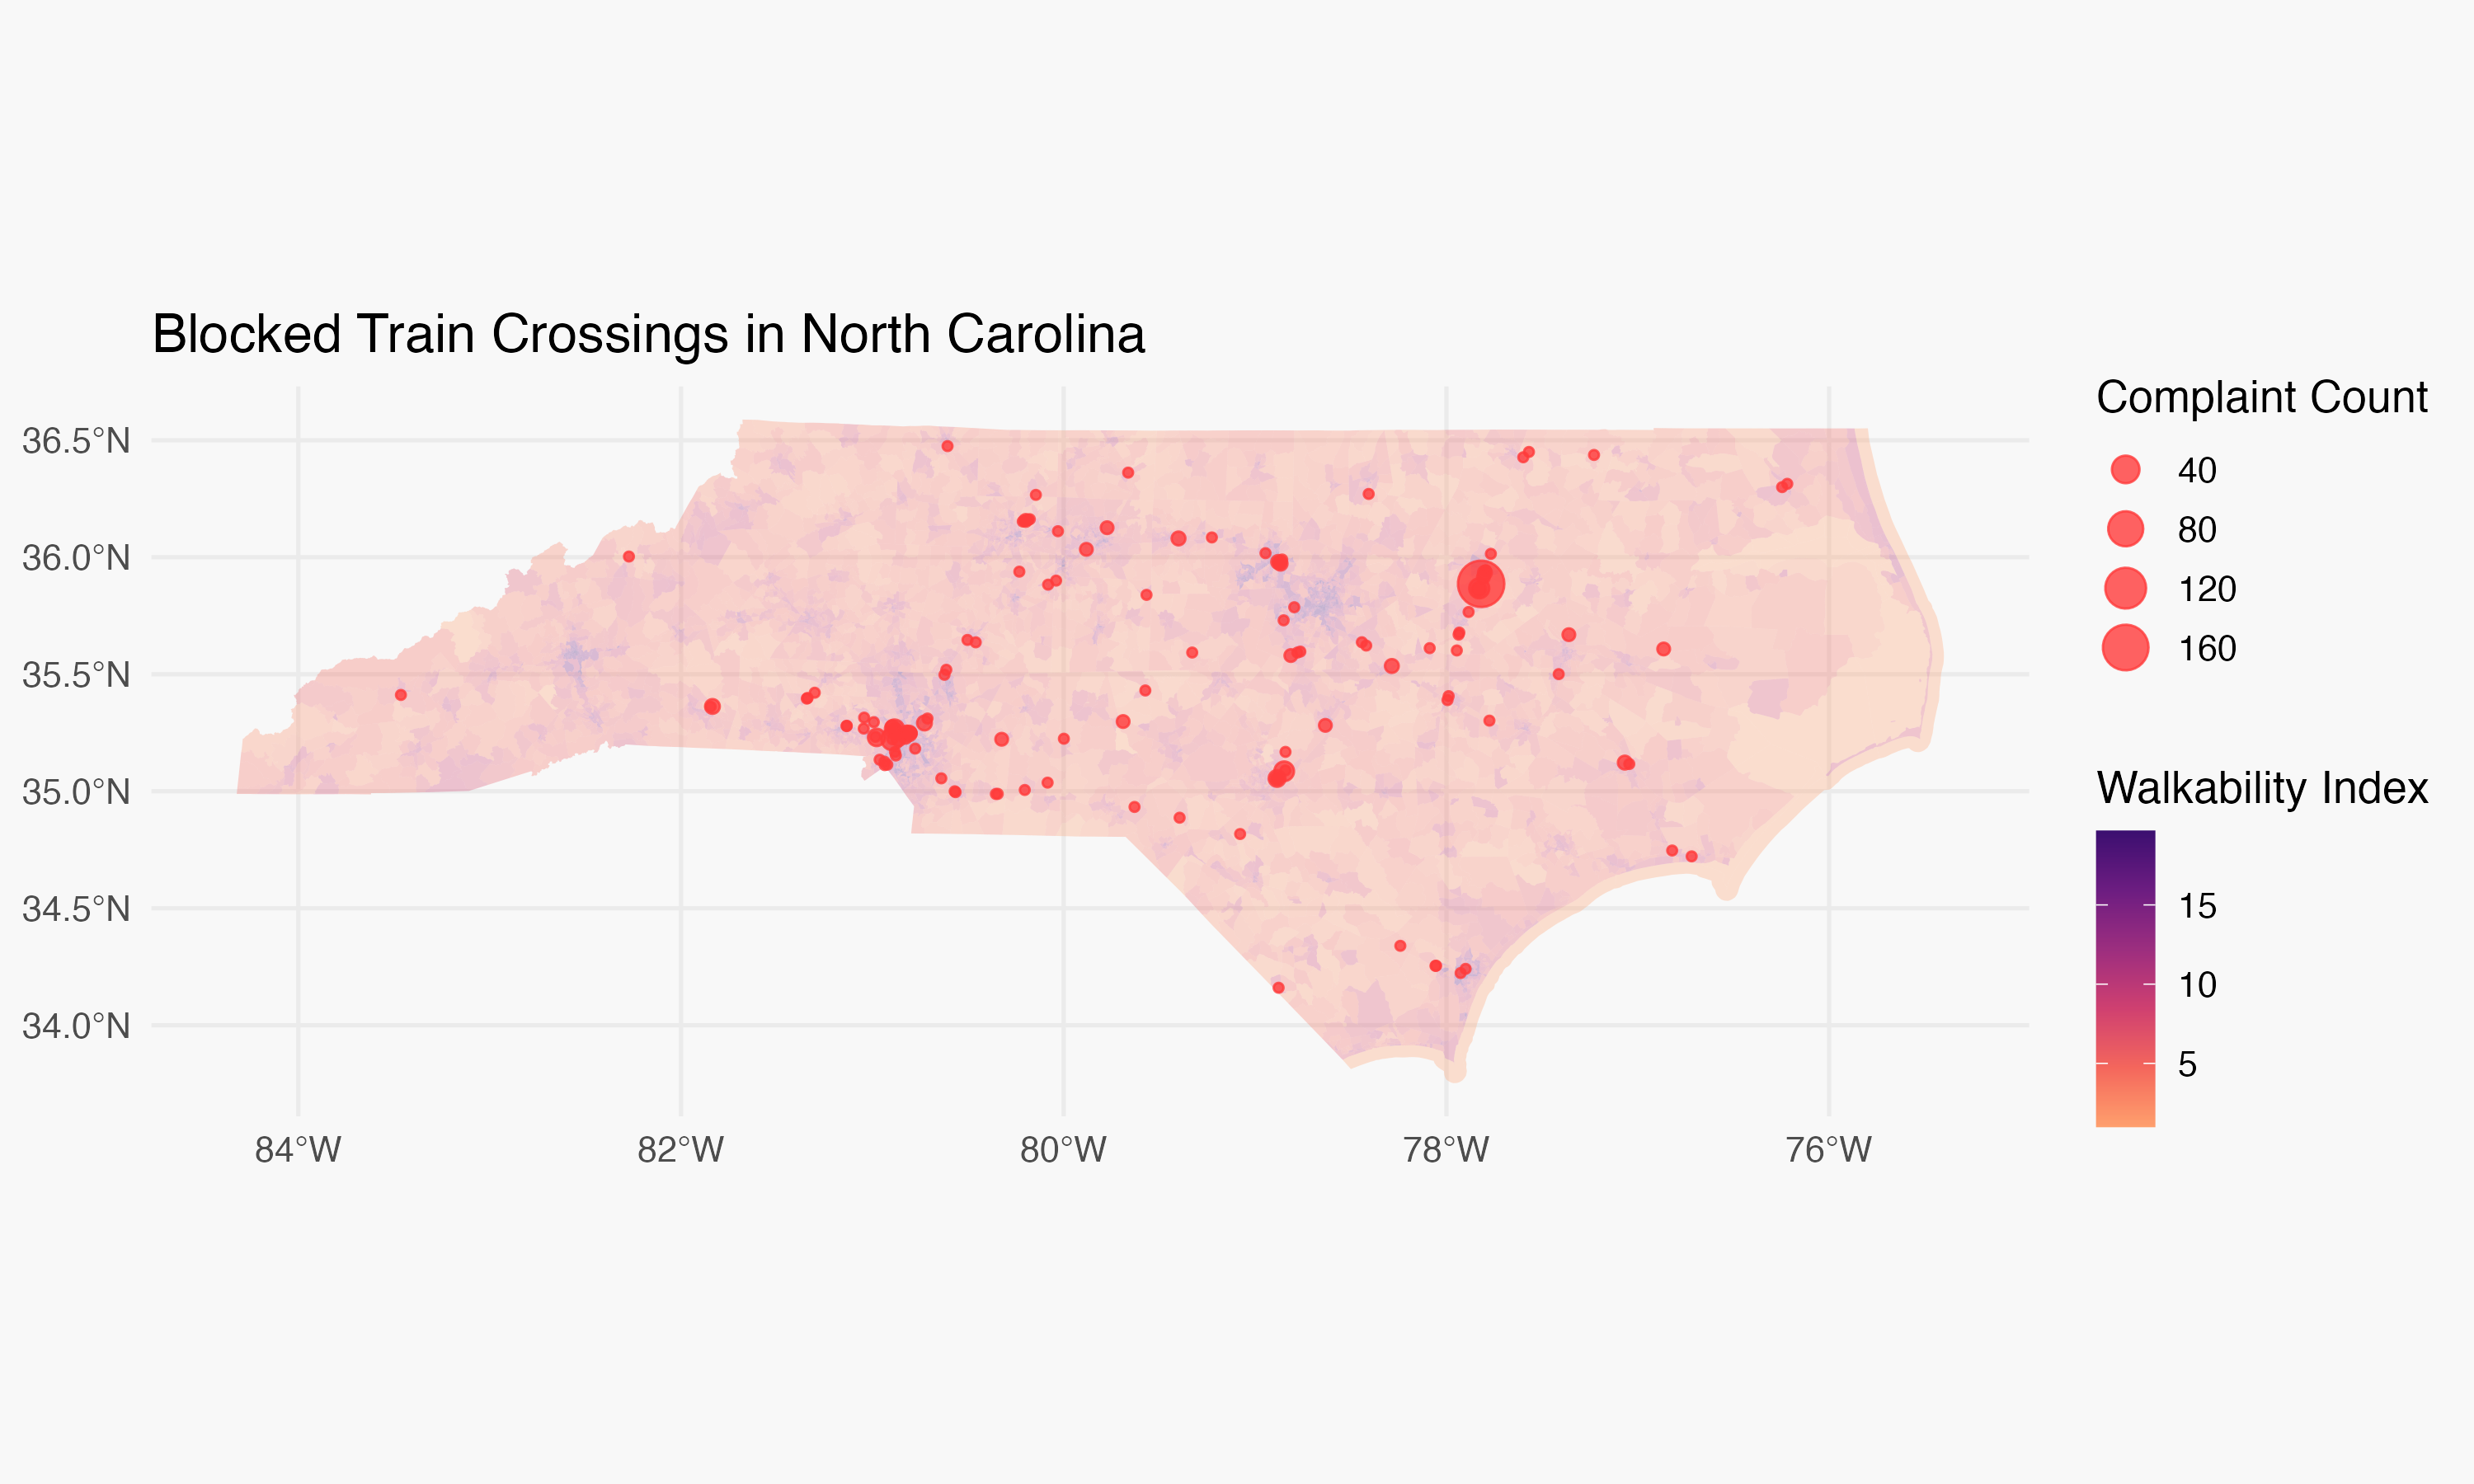 Blocked Train Crossings in North Carolina
36.5°N
36.0°N
35.5°N
35.0°N
34.5°N
34.0°N
84°W
82°W
80°W
78°W
76°W
Complaint Count
40
80
120
160
Walkability Index
15
10
5